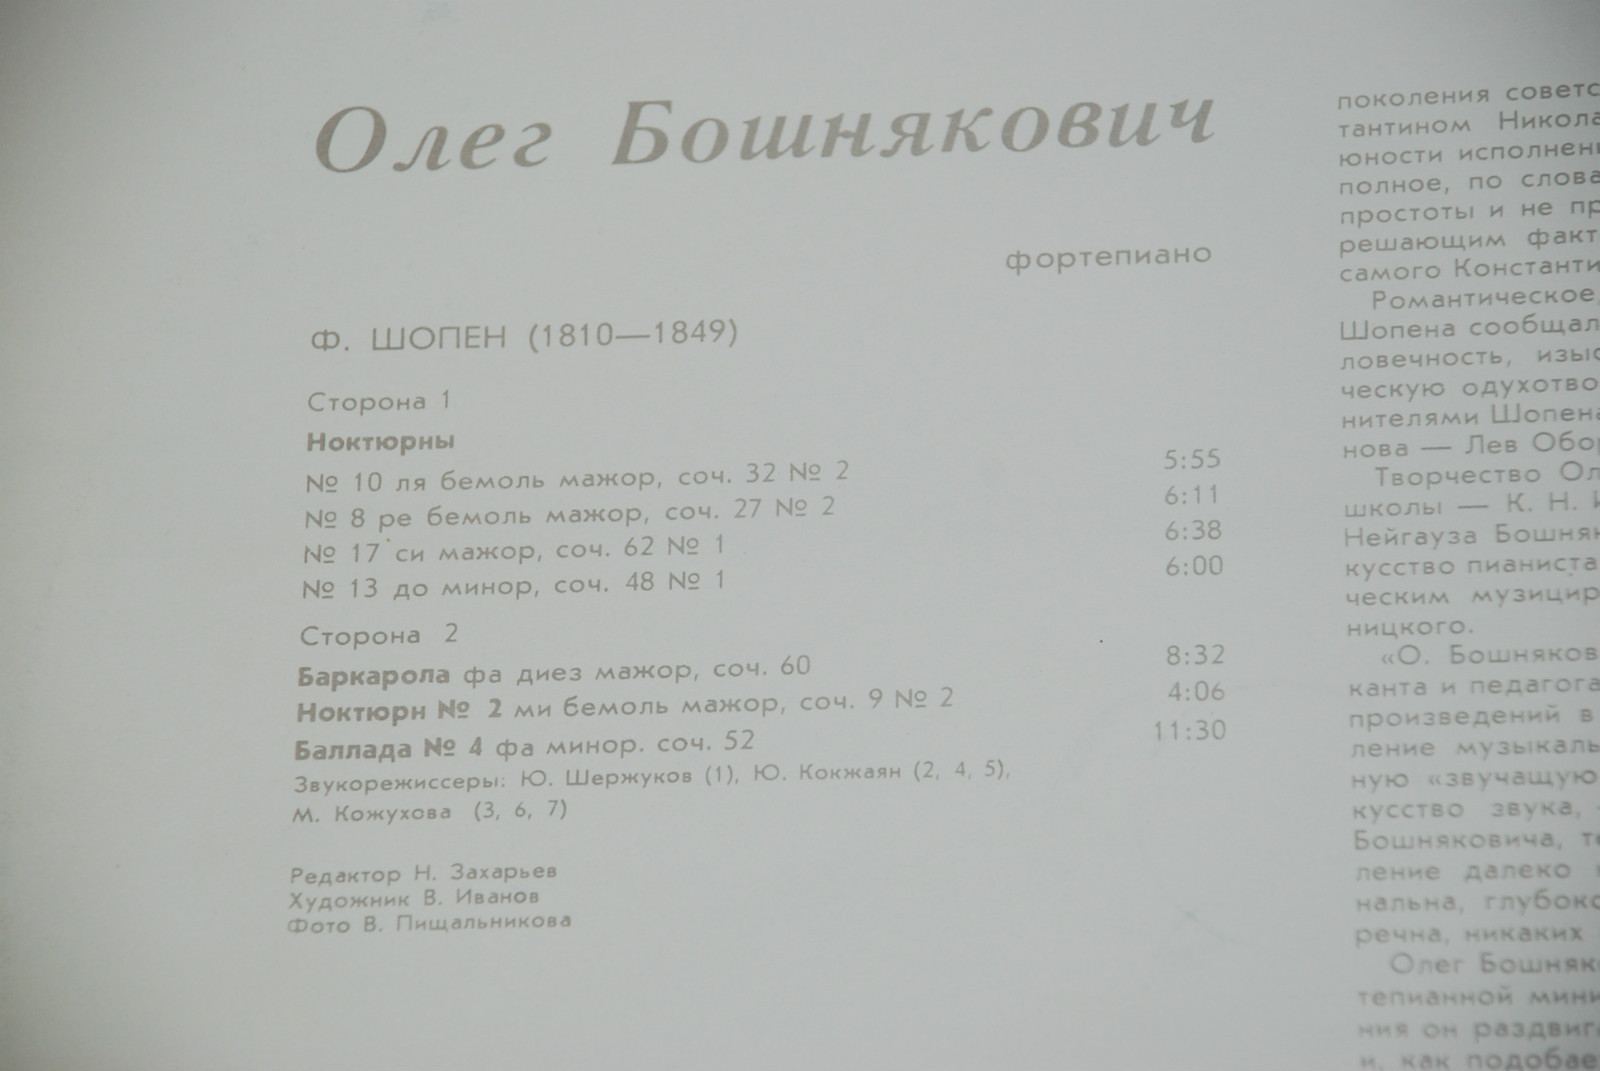 Олег Бошнякович
фортепиано
Ф. ШОПЕН (1810—1849)
Сторона 1
Ноктюрны
№ 10 ля бемоль мажор, соч. 32 № 2 5:55
№ 8 ре бемоль мажор, соч. 27 № 2 6:11
№ 17 си мажор, соч. 62 № 1 6:38
№ 13 до минор, соч. 48 № 1 6:00
Сторона 2
Баркарола фа диез мажор, соч. 60 8:32
Ноктюрн № 2 ми бемоль мажор, соч. 9 № 2 4:06
Баллада № 4 фа минор. соч. 52 11:30
Звукорежиссеры: Ю. Шержуков (1), Ю. Кокжаян (2, 4, 5),
М. Кожухова (3, 6, 7)
Редактор Н. Захарьев
Художник В. Иванов
Фото В. Пищальникова
поколения советс
тантином Никола
юности исполнен
полное, по слова
простоты и не пр
решающим факт
самого Константи
Романтическое,
Шопена сообщал
ловечность, изыс
ческую одухотво
нителями Шопена
нова — Лев Обор
Творчество Ол
школы — К. Н. И
Нейгауза Бошняк
кусство пианиста
ческим музицир
ницкого.
«О. Бошняков
канта и педагога
произведений в
ление музыкаль
ную «звучащую
кусство звука,
Бошняковича, т
ление далеко
нальна, глубоко
речна, никаких
Олег Бошняк
тепианной мини
ния он раздвиг
и, как подобае